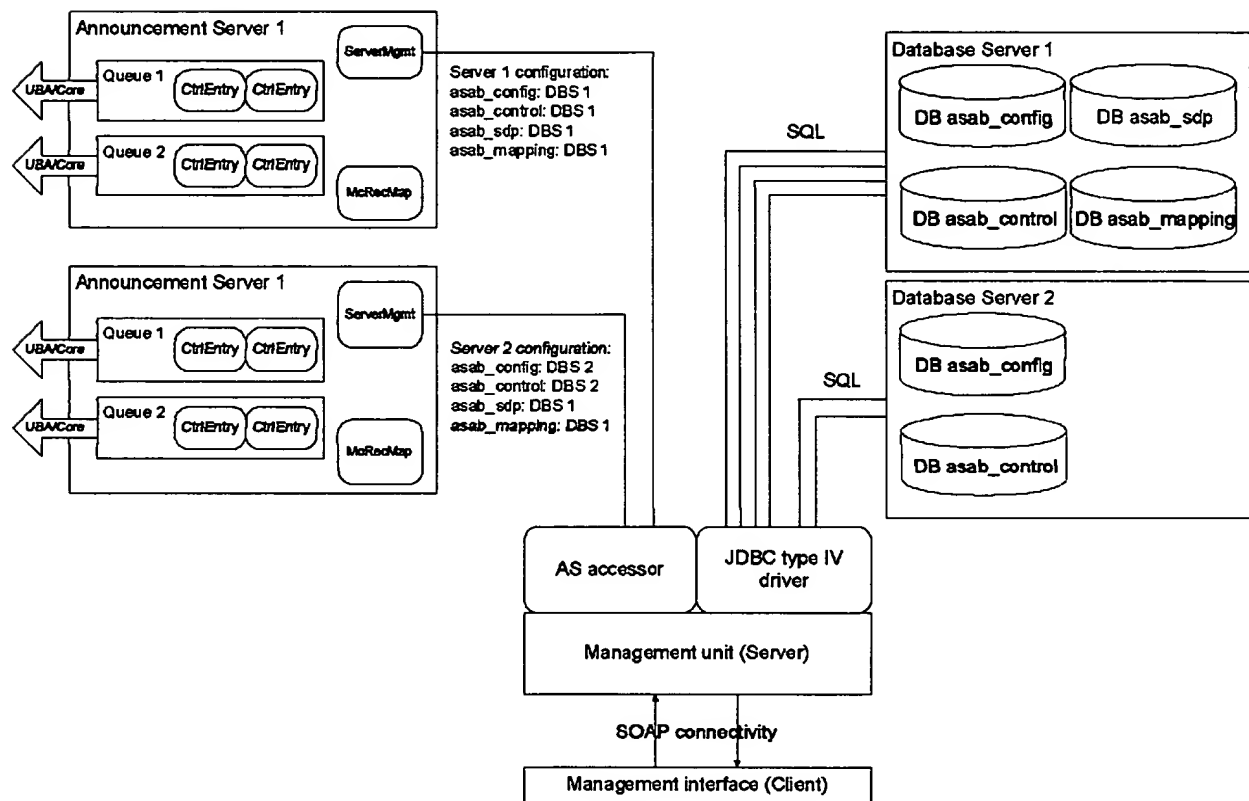 Announcement Server 1
ServerMgmt
Queue 1
UBA/Core
CtrlEntry CtrlEntry
Queue 2
UBA/Core
CtrlEntry CtrlEntry
McRecMap
Server 1 configuration:
asab_config: DBS 1
asab_control: DBS 1
asab_sdp: DBS 1
asab_mapping: DBS 1
Announcement Server 1
ServerMgmt
Queue 1
UBA/Core
CtrlEntry CtrlEntry
Queue 2
UBA/Core
CtrlEntry CtrlEntry
McRecMap
Server 2 configuration:
asab_config: DBS 2
asab_control: DBS 2
asab_sdp: DBS 1
asab_mapping: DBS 1
SQL
Database Server 1
DB asab_config
DB asab_sdp
DB asab_control
DB asab_mapping
SQL
Database Server 2
DB asab_config
DB asab_control
AS accessor
JDBC type IV
driver
Management unit (Server)
SOAP connectivity
Management interface (Client)